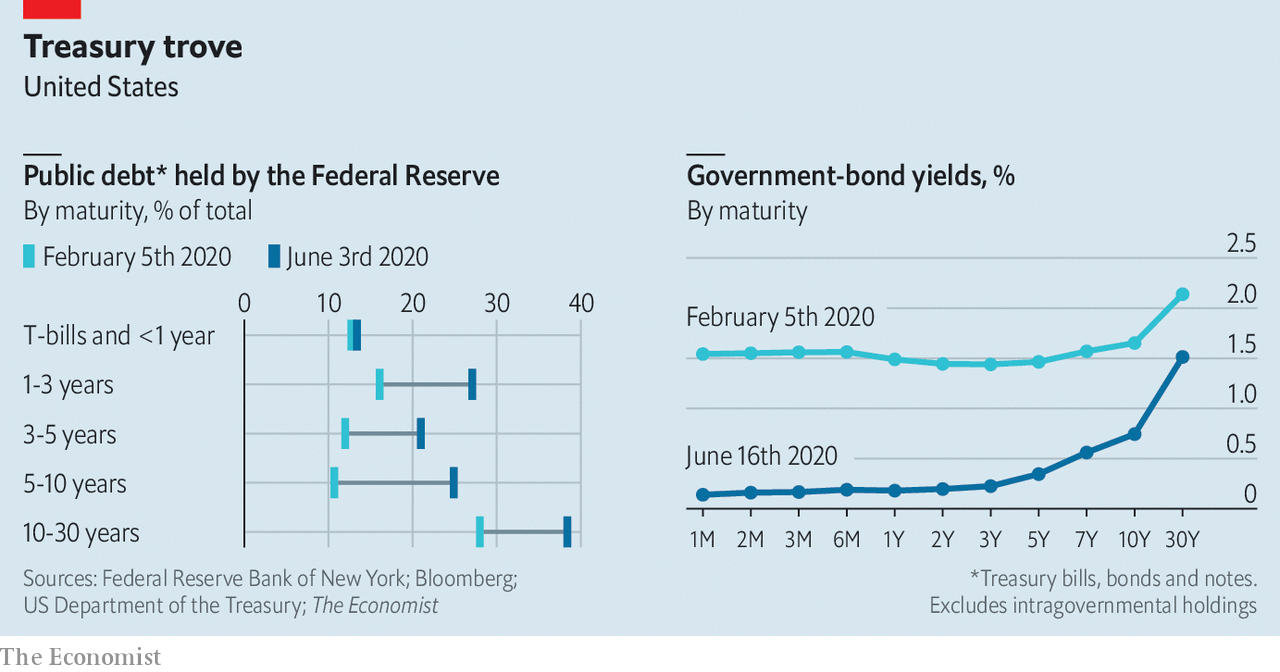 Treasury trove
United States
Public debt* held by the Federal Reserve
By maturity, % of total
February 5th 2020 June 3rd 2020
0 10 20 30 40
T-bills and <1 year
1-3 years
3-5 years
5-10 years
10-30 years
Government-bond yields, %
By maturity
2.5
2.0
February 5th 2020
1.5
1.0
June 16th 2020
0.5
0
1M 2M 3M 6M 1Y 2Y 3Y 5Y 7Y 10Y 30Y
Sources: Federal Reserve Bank of New York; Bloomberg;
US Department of the Treasury; The Economist
*Treasury bills, bonds and notes.
Excludes intragovernmental holdings
The Economist